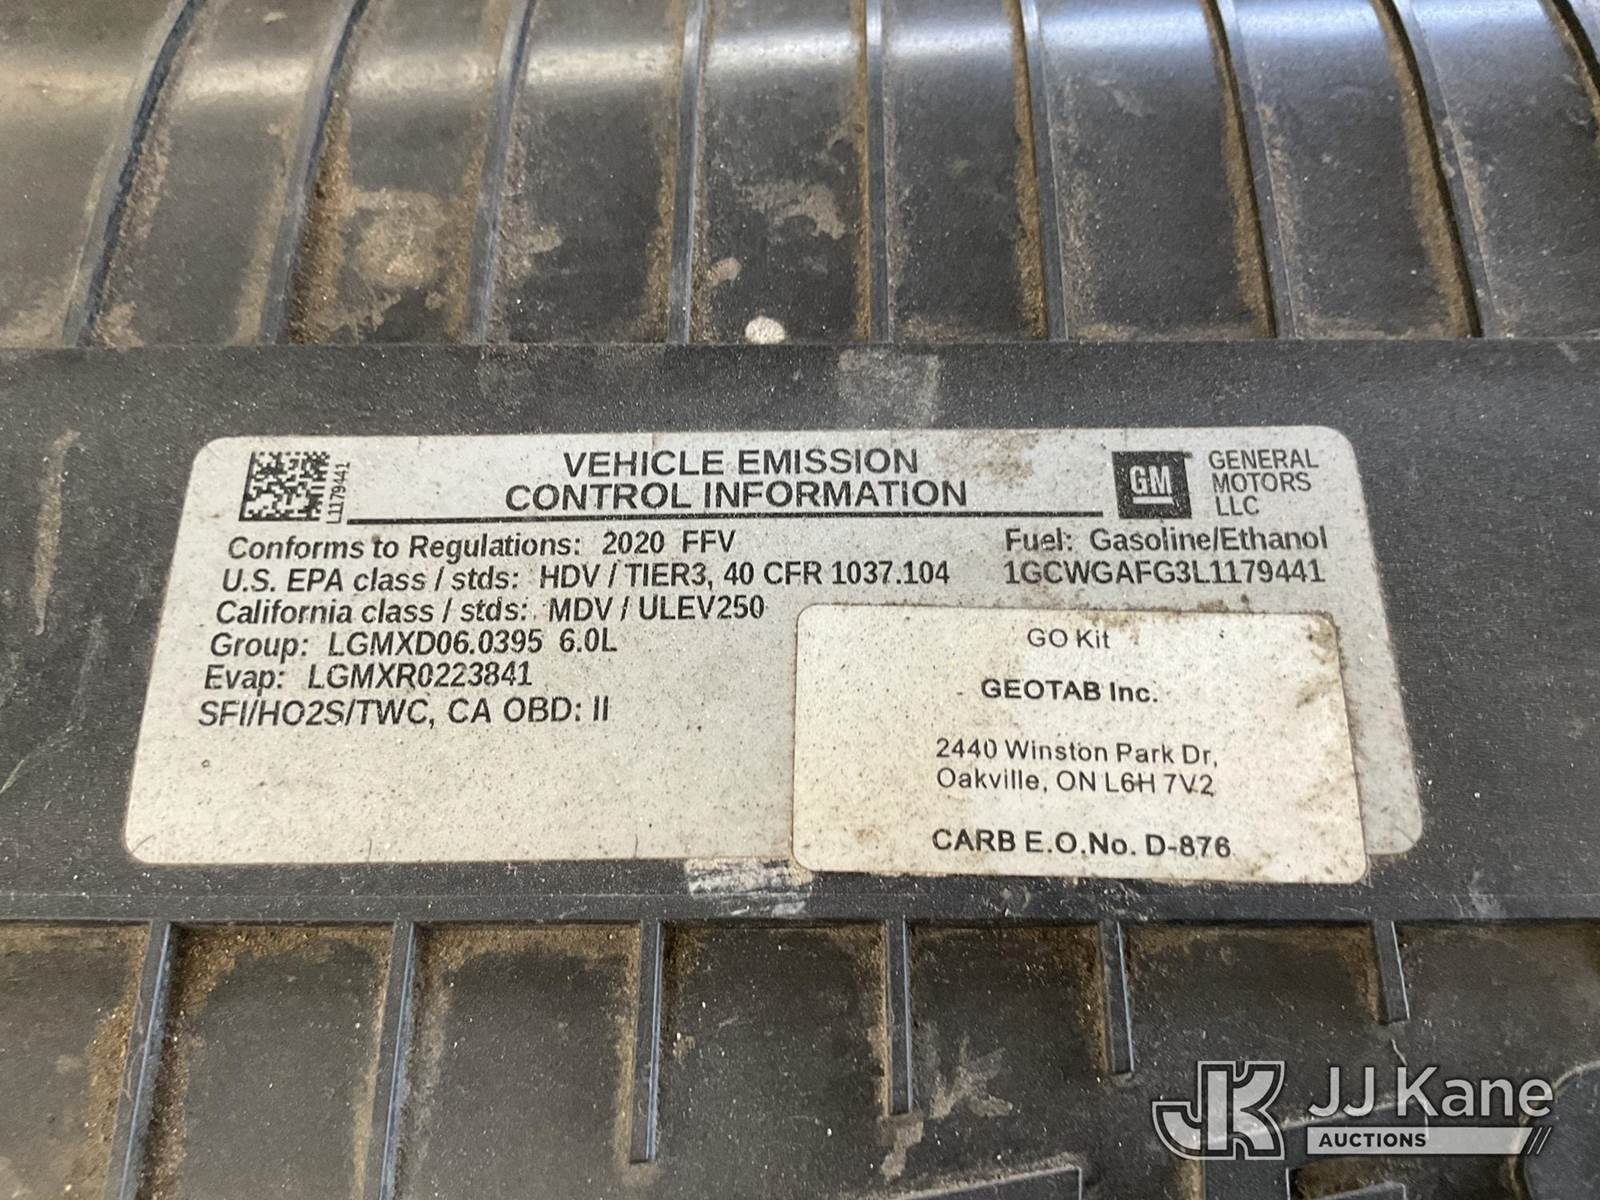 L1179441
VEHICLE EMISSION
CONTROL INFORMATION
GM
GENERAL
MOTORS
LLC
Conforms to Regulations: 2020 FFV
Fuel: Gasoline/Ethanol
U.S. EPA class / stds: HDV / TIER3, 40 CFR 1037.104
1GCWGAFG3L1179441
California class / stds: MDV / ULEV250
Group: LGMXD06.0395 6.0L
Evap: LGMXR0223841
SFI/HO2S/TWC, CA OBD: II
GO Kit
GEOTAB Inc.
2440 Winston Park Dr,
Oakville, ON L6H 7V2
CARB E.O.No. D-876
JK JJ Kane
AUCTIONS